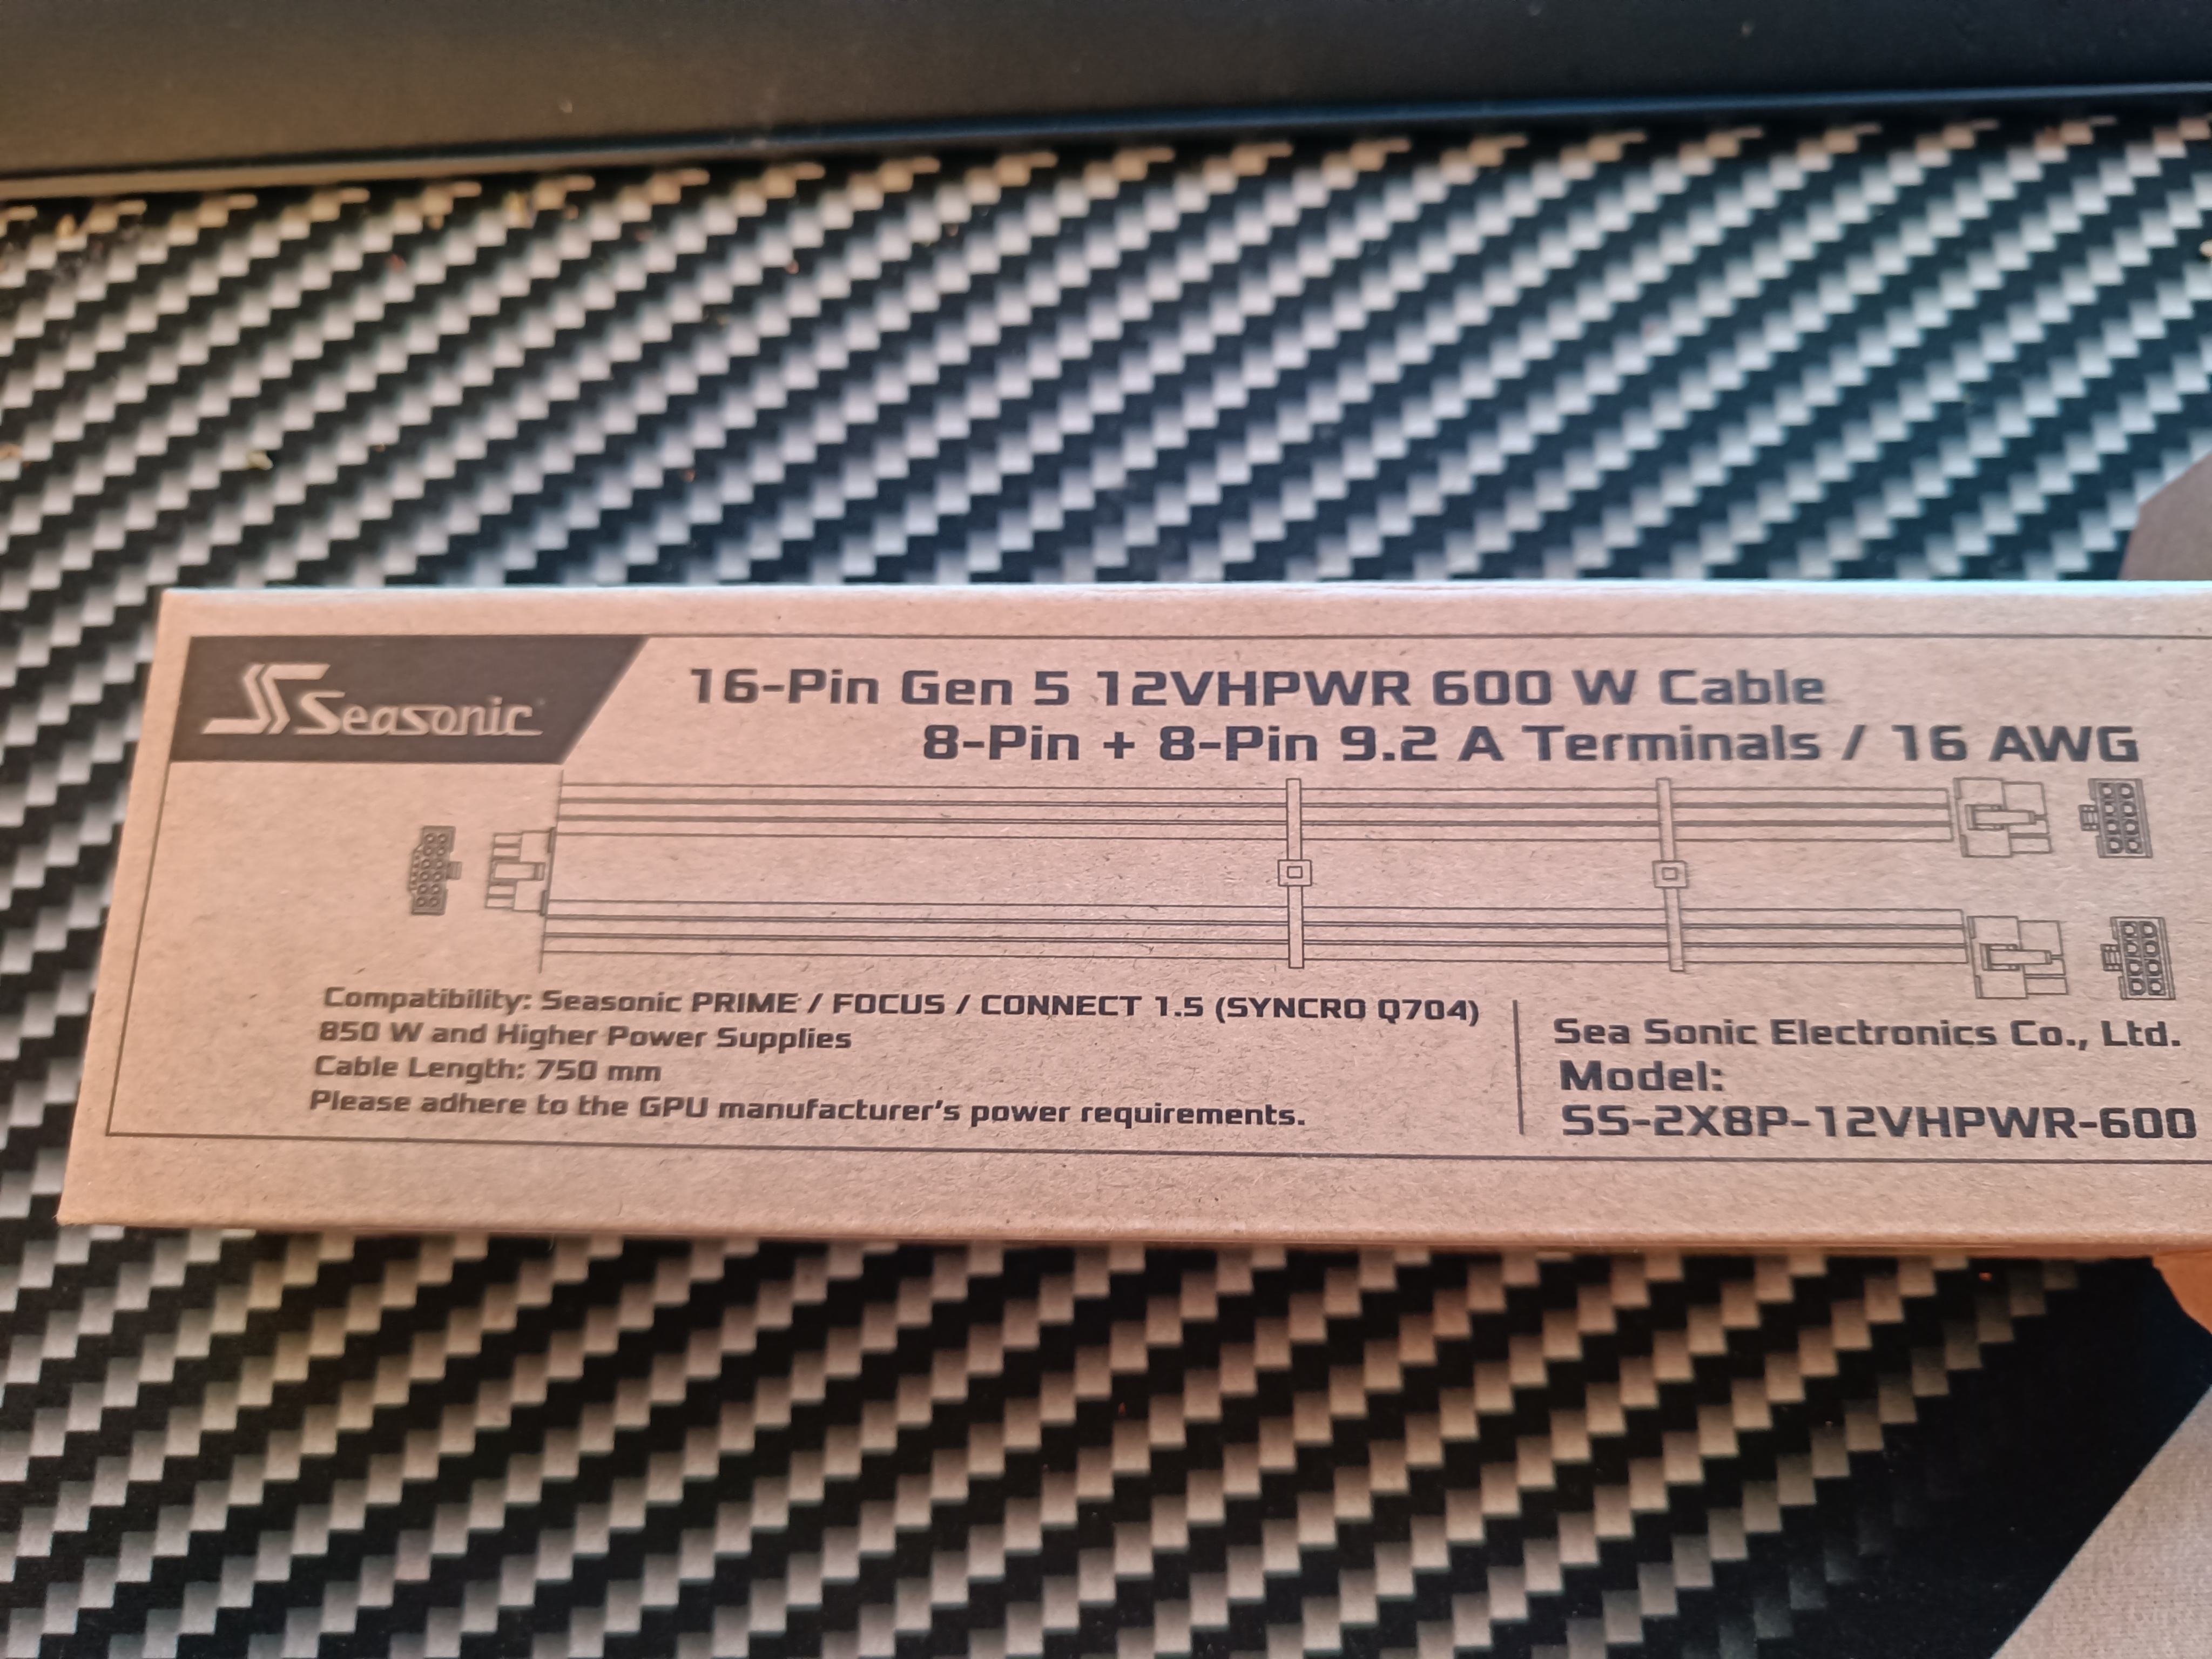 Seasonic
16-Pin Gen 5 12VHPWR 600 W Cable
8-Pin + 8-Pin 9.2 A Terminals / 16 AWG
Compatibility: Seasonic PRIME / FOCUS / CONNECT 1.5 (SYNCRO Q704)
850 W and Higher Power Supplies
Cable Length: 750 mm
Please adhere to the GPU manufacturer's power requirements.
Sea Sonic Electronics Co., Ltd.
Model:
SS-2X8P-12VHPWR-600